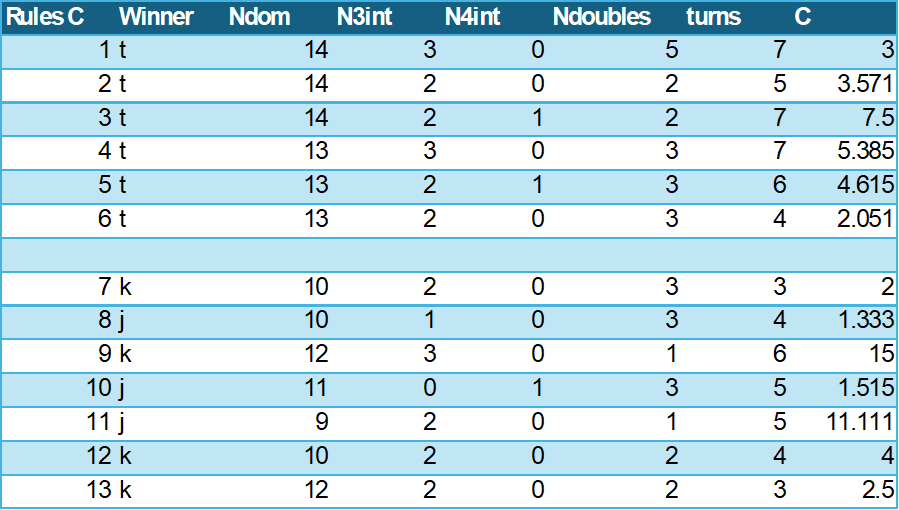 Rules C Winner Ndom N3int N4int Ndoubles turns C
1 t 14 3 0 5 7 3
2 t 14 2 0 2 5 3.571
3 t 14 2 1 2 7 7.5
4 t 13 3 0 3 7 5.385
5 t 13 2 1 3 6 4.615
6 t 13 2 0 3 4 2.051
7 k 10 2 0 3 3 2
8 j 10 1 0 3 4 1.333
9 k 12 3 0 1 6 15
10 j 11 0 1 3 5 1.515
11 j 9 2 0 1 5 11.111
12 k 10 2 0 2 4 4
13 k 12 2 0 2 3 2.5